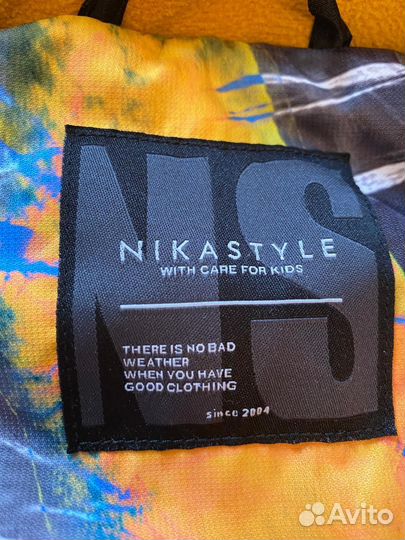 NS
NIKASTYLE
WITH CARE FOR KIDS
THERE IS NO BAD
WEATHER
WHEN YOU HAVE
GOOD CLOTHING
since 2004
Avito